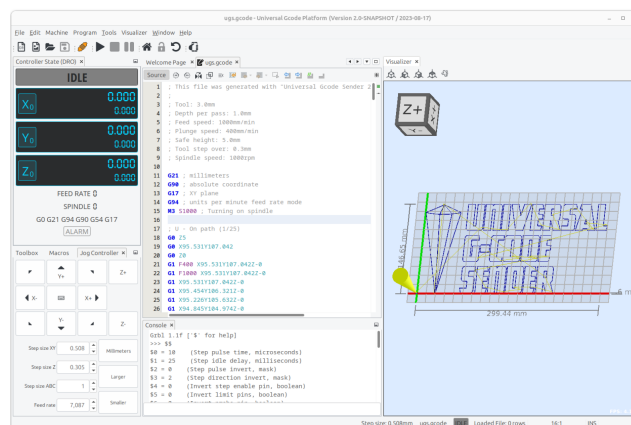 ugs.gcode - Universal Gcode Platform (Version 2.0-SNAPSHOT / 2023-08-17)
File Edit Machine Program Tools Visualizer Window Help
Controller State (DRO)
Welcome Page ugs.gcode
Visualizer
IDLE
Source
X0 0.000
0.000
Y0 0.000
0.000
Z0 0.000
0.000
FEED RATE 0
SPINDLE 0
G0 G21 G94 G90 G54 G17
ALARM
1 ; This file was generated with "Universal Gcode Sender 2
2 ;
3 ; Tool: 3.0mm
4 ; Depth per pass: 1.0mm
5 ; Feed speed: 1000mm/min
6 ; Plunge speed: 400mm/min
7 ; Safe height: 5.0mm
8 ; Tool step over: 0.3mm
9 ; Spindle speed: 1000rpm
10
11 G21 ; millimeters
12 G90 ; absolute coordinate
13 G17 ; XY plane
14 G94 ; units per minute feed rate mode
15 M3 S1000 ; Turning on spindle
16
17 ; U - On path (1/25)
18 G0 Z5
19 G0 X95.531Y107.042
20 G0 Z0
21 G1 F400 X95.531Y107.042Z-0
22 G1 F1000 X95.531Y107.042Z-0
23 G1 X95.531Y107.042Z-0
24 G1 X95.454Y106.321Z-0
25 G1 X95.226Y105.632Z-0
26 G1 X94.845Y104.974Z-0
Toolbox Macros Jog Controller
Y+ Z+
X- X+
Y- Z-
Step size XY 0.508
Millimeters
Step size Z 0.305
Larger
Step size ABC 1
Feed rate 7,087
Smaller
Console
Grbl 1.1f ['$' for help]
>>> $$
$0 = 10 (Step pulse time, microseconds)
$1 = 25 (Step idle delay, milliseconds)
$2 = 0 (Step pulse invert, mask)
$3 = 2 (Step direction invert, mask)
$4 = 0 (Invert step enable pin, boolean)
$5 = 0 (Invert limit pins, boolean)
Z+
Y-
UNIVERSAL
G-CODE
SENDER
146.65 mm
299.44 mm
Step size: 0.508mm ugs.gcode IDLE Loaded File: 0 rows 16:1 INS